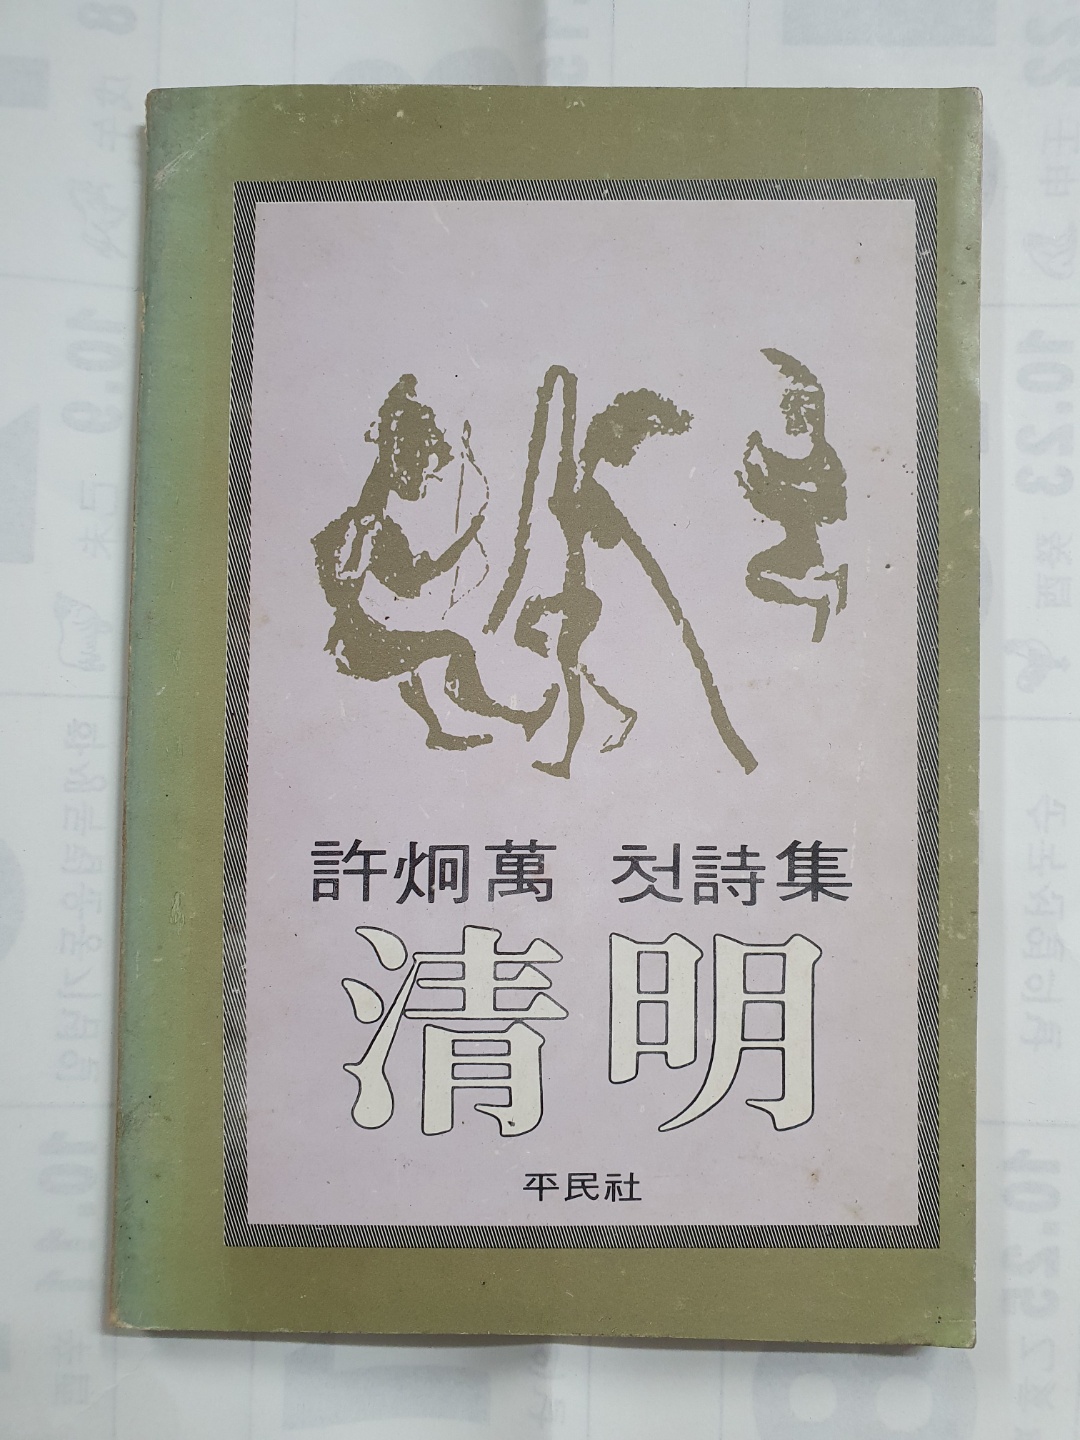 許炯萬 첫詩集
清明
平民社